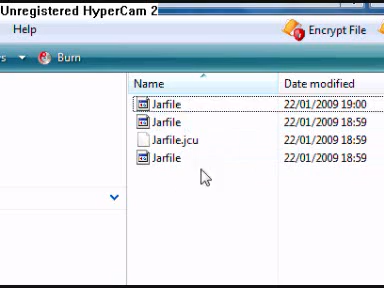 Unregistered HyperCam 2
Help
Encrypt File
s
Burn
Name Date modified
Jarfile 22/01/2009 19:00
Jarfile 22/01/2009 18:59
Jarfile.jcu 22/01/2009 18:59
Jarfile 22/01/2009 18:59